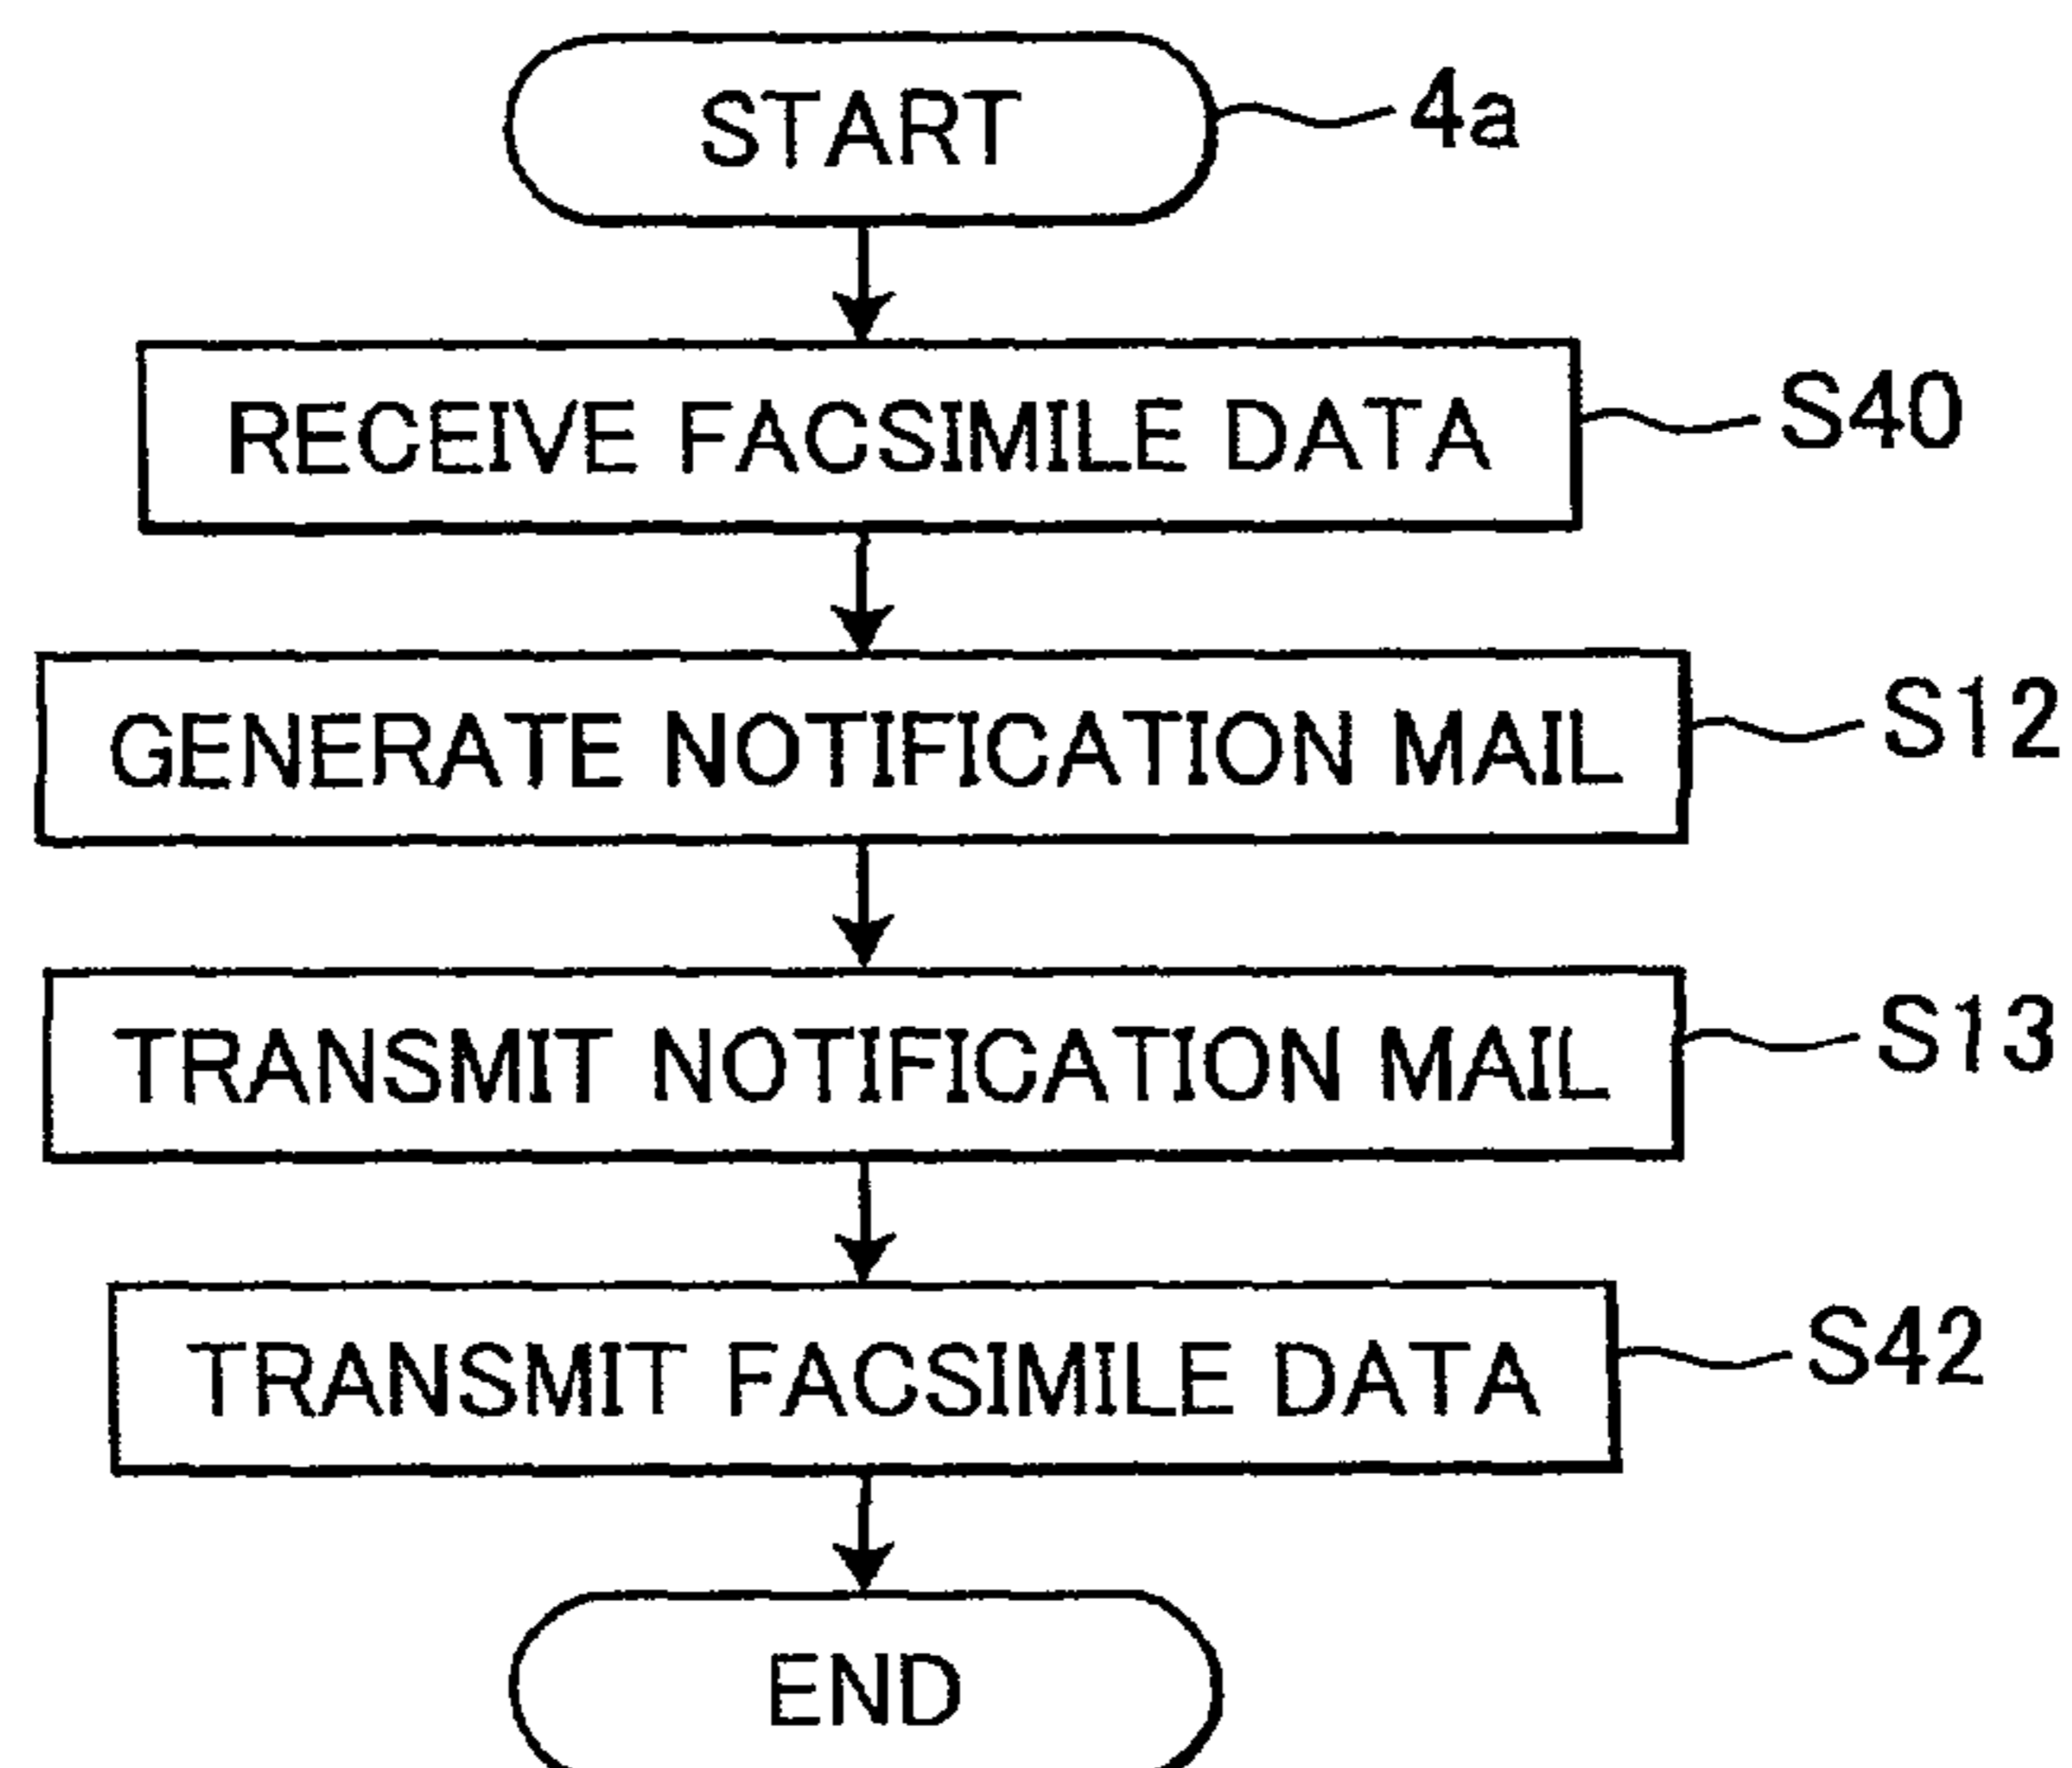 START 4a
RECEIVE FACSIMILE DATA S40
GENERATE NOTIFICATION MAIL S12
TRANSMIT NOTIFICATION MAIL S13
TRANSMIT FACSIMILE DATA S42
END